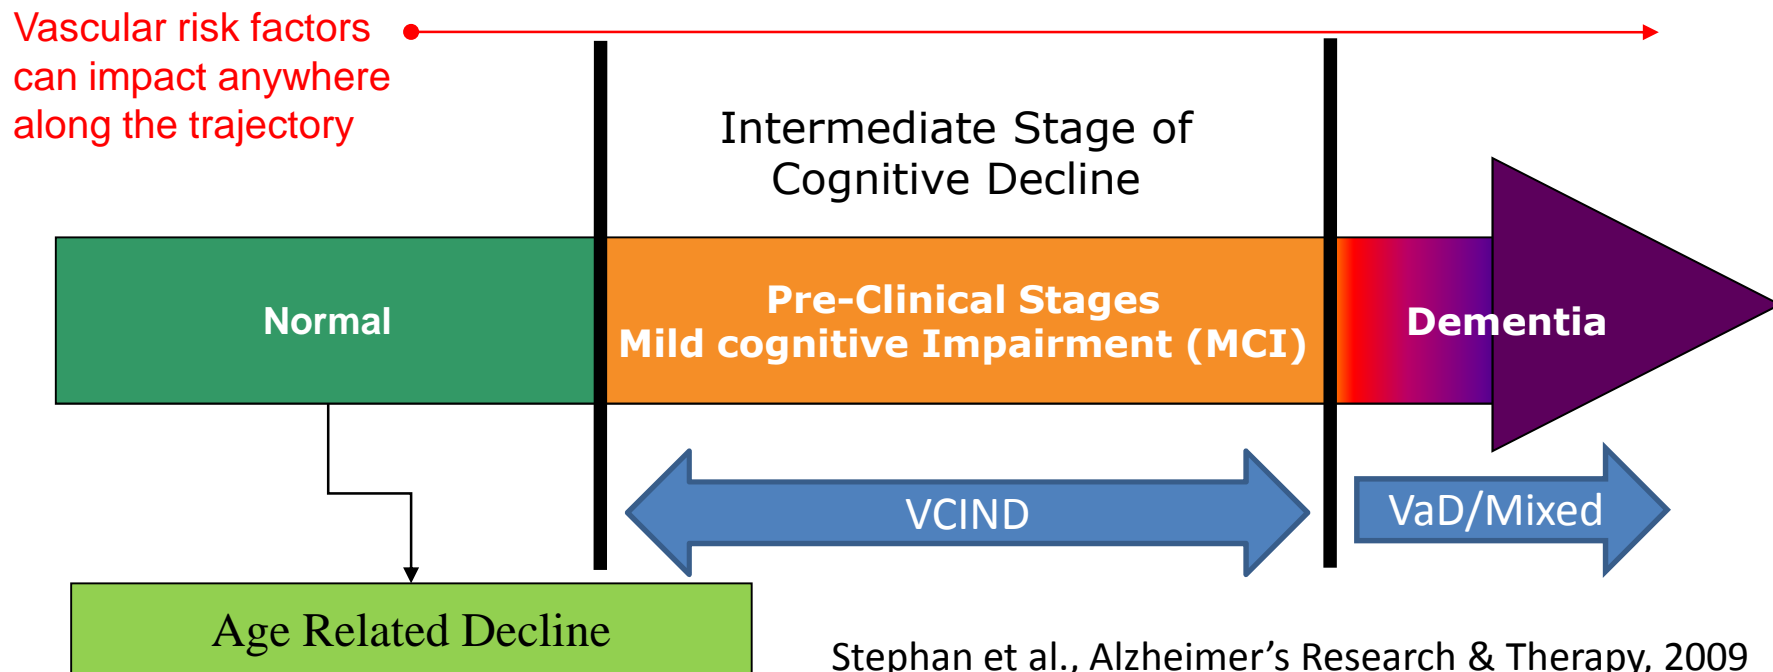 Vascular risk factors
can impact anywhere
along the trajectory
Intermediate Stage of
Cognitive Decline
Normal
Pre-Clinical Stages
Mild cognitive Impairment (MCI)
Dementia
VCIND
VaD/Mixed
Age Related Decline
Stephan et al., Alzheimer’s Research & Therapy, 2009